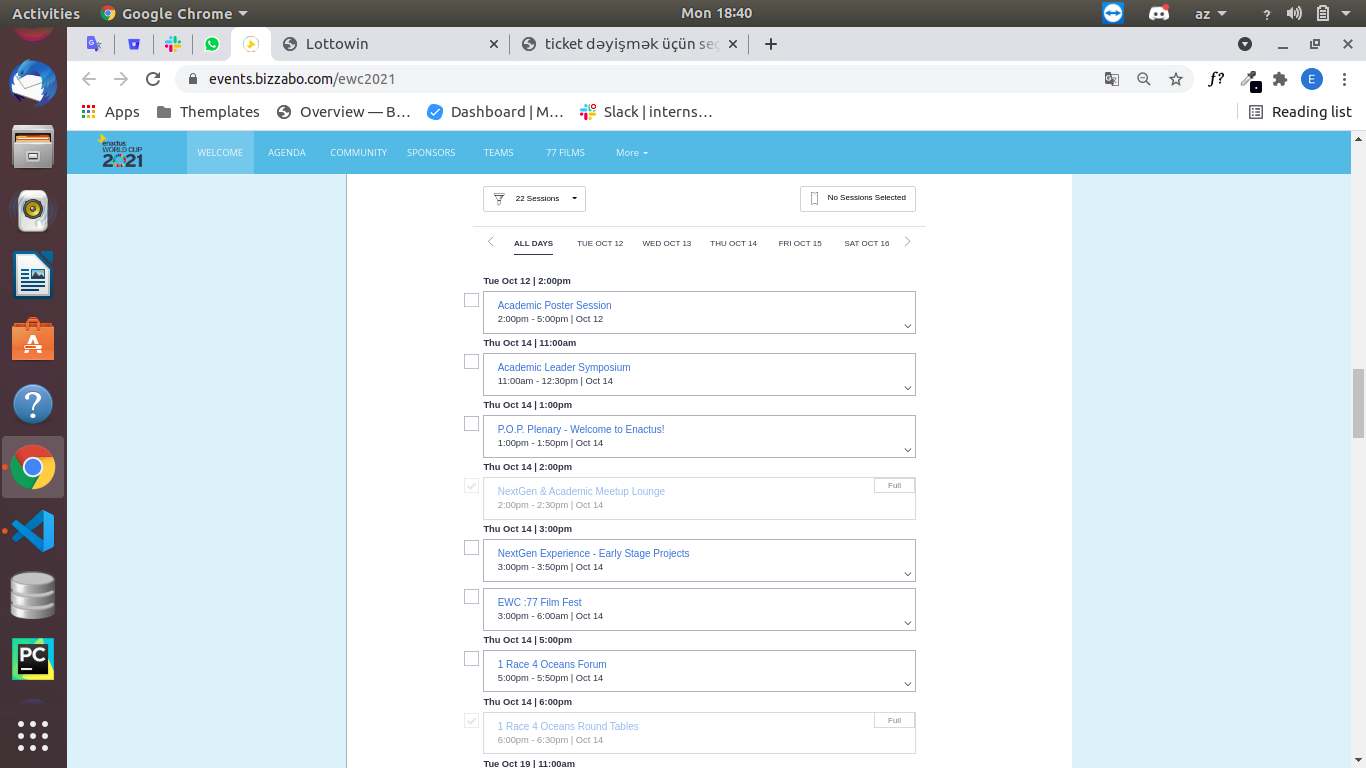 Activities
Google Chrome
Mon 18:40
az
?
Lottowin
ticket dəyişmək üçün seç
events.bizzabo.com/ewc2021
f?
E
Apps
Themplates
Overview — B…
Dashboard | M…
Slack | interns…
Reading list
enactus
WORLD CUP
2021
WELCOME
AGENDA
COMMUNITY
SPONSORS
TEAMS
77 FILMS
More
22 Sessions
No Sessions Selected
ALL DAYS
TUE OCT 12
WED OCT 13
THU OCT 14
FRI OCT 15
SAT OCT 16
Tue Oct 12 | 2:00pm
Academic Poster Session
2:00pm - 5:00pm | Oct 12
Thu Oct 14 | 11:00am
Academic Leader Symposium
11:00am - 12:30pm | Oct 14
Thu Oct 14 | 1:00pm
P.O.P. Plenary - Welcome to Enactus!
1:00pm - 1:50pm | Oct 14
Thu Oct 14 | 2:00pm
NextGen & Academic Meetup Lounge
Full
2:00pm - 2:30pm | Oct 14
Thu Oct 14 | 3:00pm
NextGen Experience - Early Stage Projects
3:00pm - 3:50pm | Oct 14
EWC :77 Film Fest
3:00pm - 6:00am | Oct 14
Thu Oct 14 | 5:00pm
1 Race 4 Oceans Forum
5:00pm - 5:50pm | Oct 14
Thu Oct 14 | 6:00pm
1 Race 4 Oceans Round Tables
Full
6:00pm - 6:30pm | Oct 14
Tue Oct 19 | 11:00am
A
?
PC